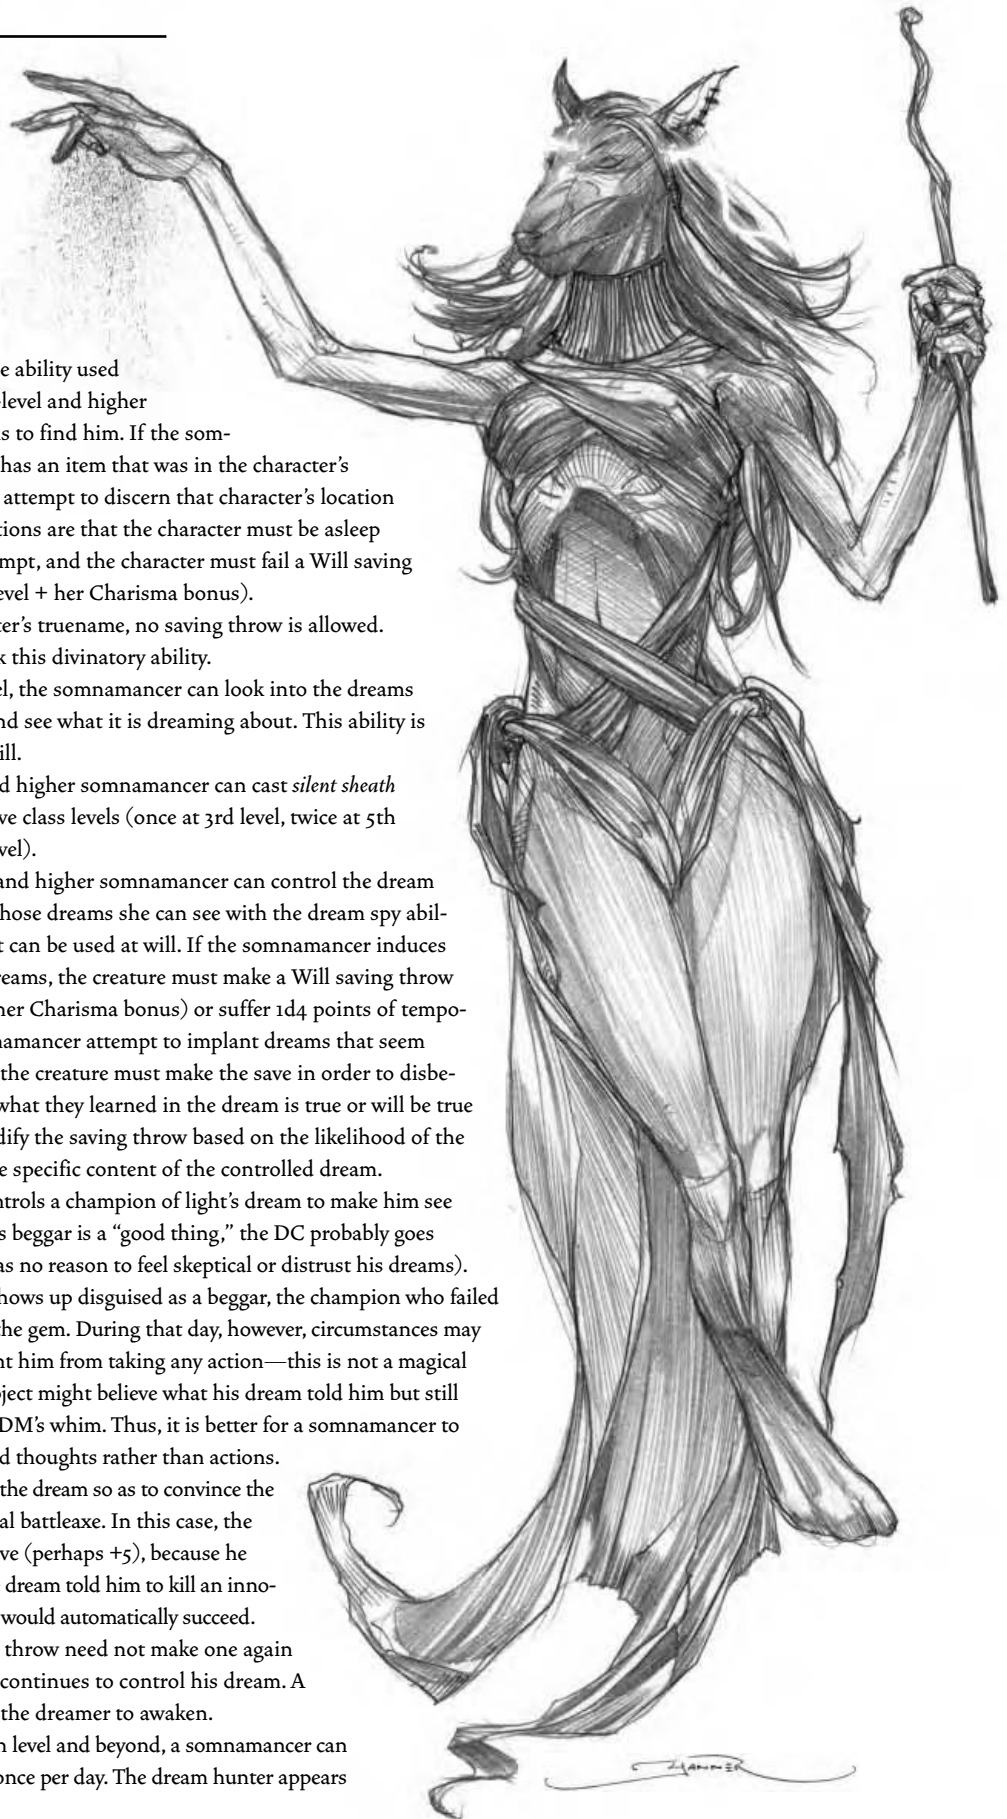 e ability used
level and higher
s to find him. If the som-
has an item that was in the character’s
attempt to discern that character’s location
tions are that the character must be asleep
mpt, and the character must fail a Will saving
evel + her Charisma bonus).
ter’s truename, no saving throw is allowed.
k this divinatory ability.
el, the somnamancer can look into the dreams
nd see what it is dreaming about. This ability is
ill.
d higher somnamancer can cast silent sheath
ve class levels (once at 3rd level, twice at 5th
vel).
and higher somnamancer can control the dream
hose dreams she can see with the dream spy abil-
t can be used at will. If the somnamancer induces
reams, the creature must make a Will saving throw
her Charisma bonus) or suffer 1d4 points of tempo-
namancer attempt to implant dreams that seem
the creature must make the save in order to disbe-
what they learned in the dream is true or will be true
dify the saving throw based on the likelihood of the
e specific content of the controlled dream.
ntrols a champion of light’s dream to make him see
s beggar is a “good thing,” the DC probably goes
as no reason to feel skeptical or distrust his dreams).
hows up disguised as a beggar, the champion who failed
the gem. During that day, however, circumstances may
nt him from taking any action—this is not a magical
bject might believe what his dream told him but still
DM’s whim. Thus, it is better for a somnamancer to
d thoughts rather than actions.
the dream so as to convince the
al battleaxe. In this case, the
ve (perhaps +5), because he
dream told him to kill an inno-
would automatically succeed.
throw need not make one again
continues to control his dream. A
the dreamer to awaken.
h level and beyond, a somnamancer can
once per day. The dream hunter appears